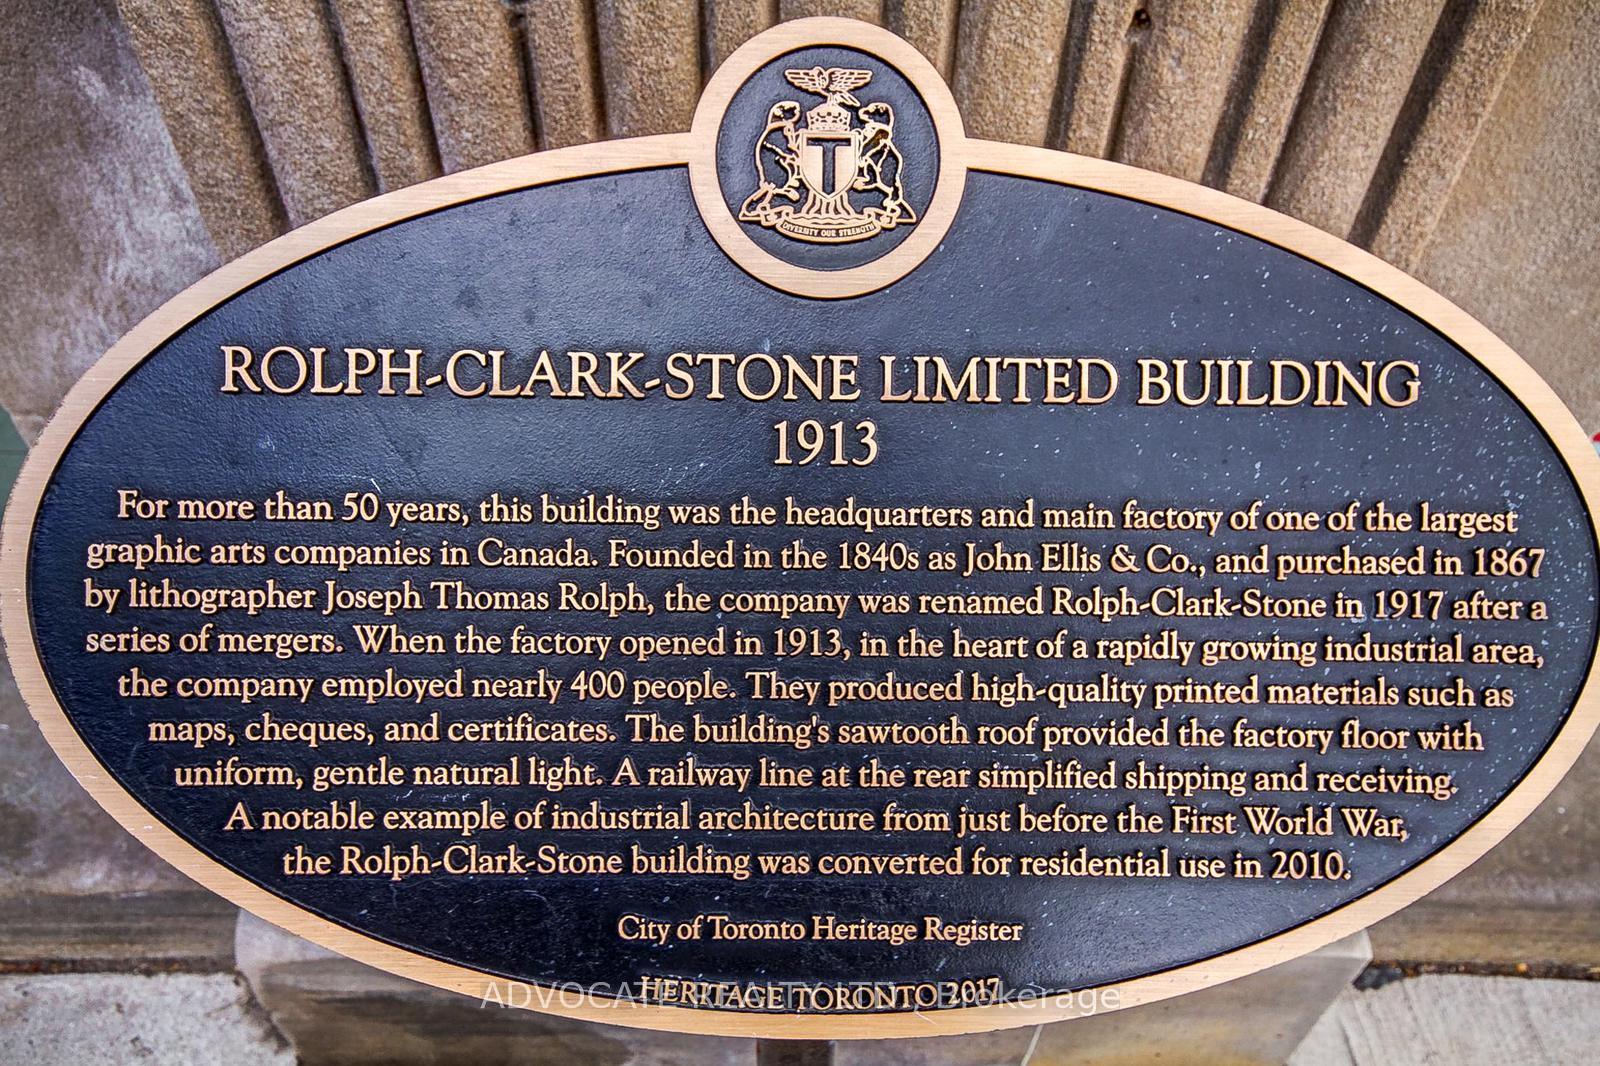 DIVERSITY OUR STRENGTH
ROLPH-CLARK-STONE LIMITED BUILDING
1913
For more than 50 years, this building was the headquarters and main factory of one of the largest
graphic arts companies in Canada. Founded in the 1840s as John Ellis & Co., and purchased in 1867
by lithographer Joseph Thomas Rolph, the company was renamed Rolph-Clark-Stone in 1917 after a
series of mergers. When the factory opened in 1913, in the heart of a rapidly growing industrial area,
the company employed nearly 400 people. They produced high-quality printed materials such as
maps, cheques, and certificates. The building's sawtooth roof provided the factory floor with
uniform, gentle natural light. A railway line at the rear simplified shipping and receiving.
A notable example of industrial architecture from just before the First World War,
the Rolph-Clark-Stone building was converted for residential use in 2010.
City of Toronto Heritage Register
HERITAGE TORONTO 2017
ADVOCATE REALTY LTD., Brokerage